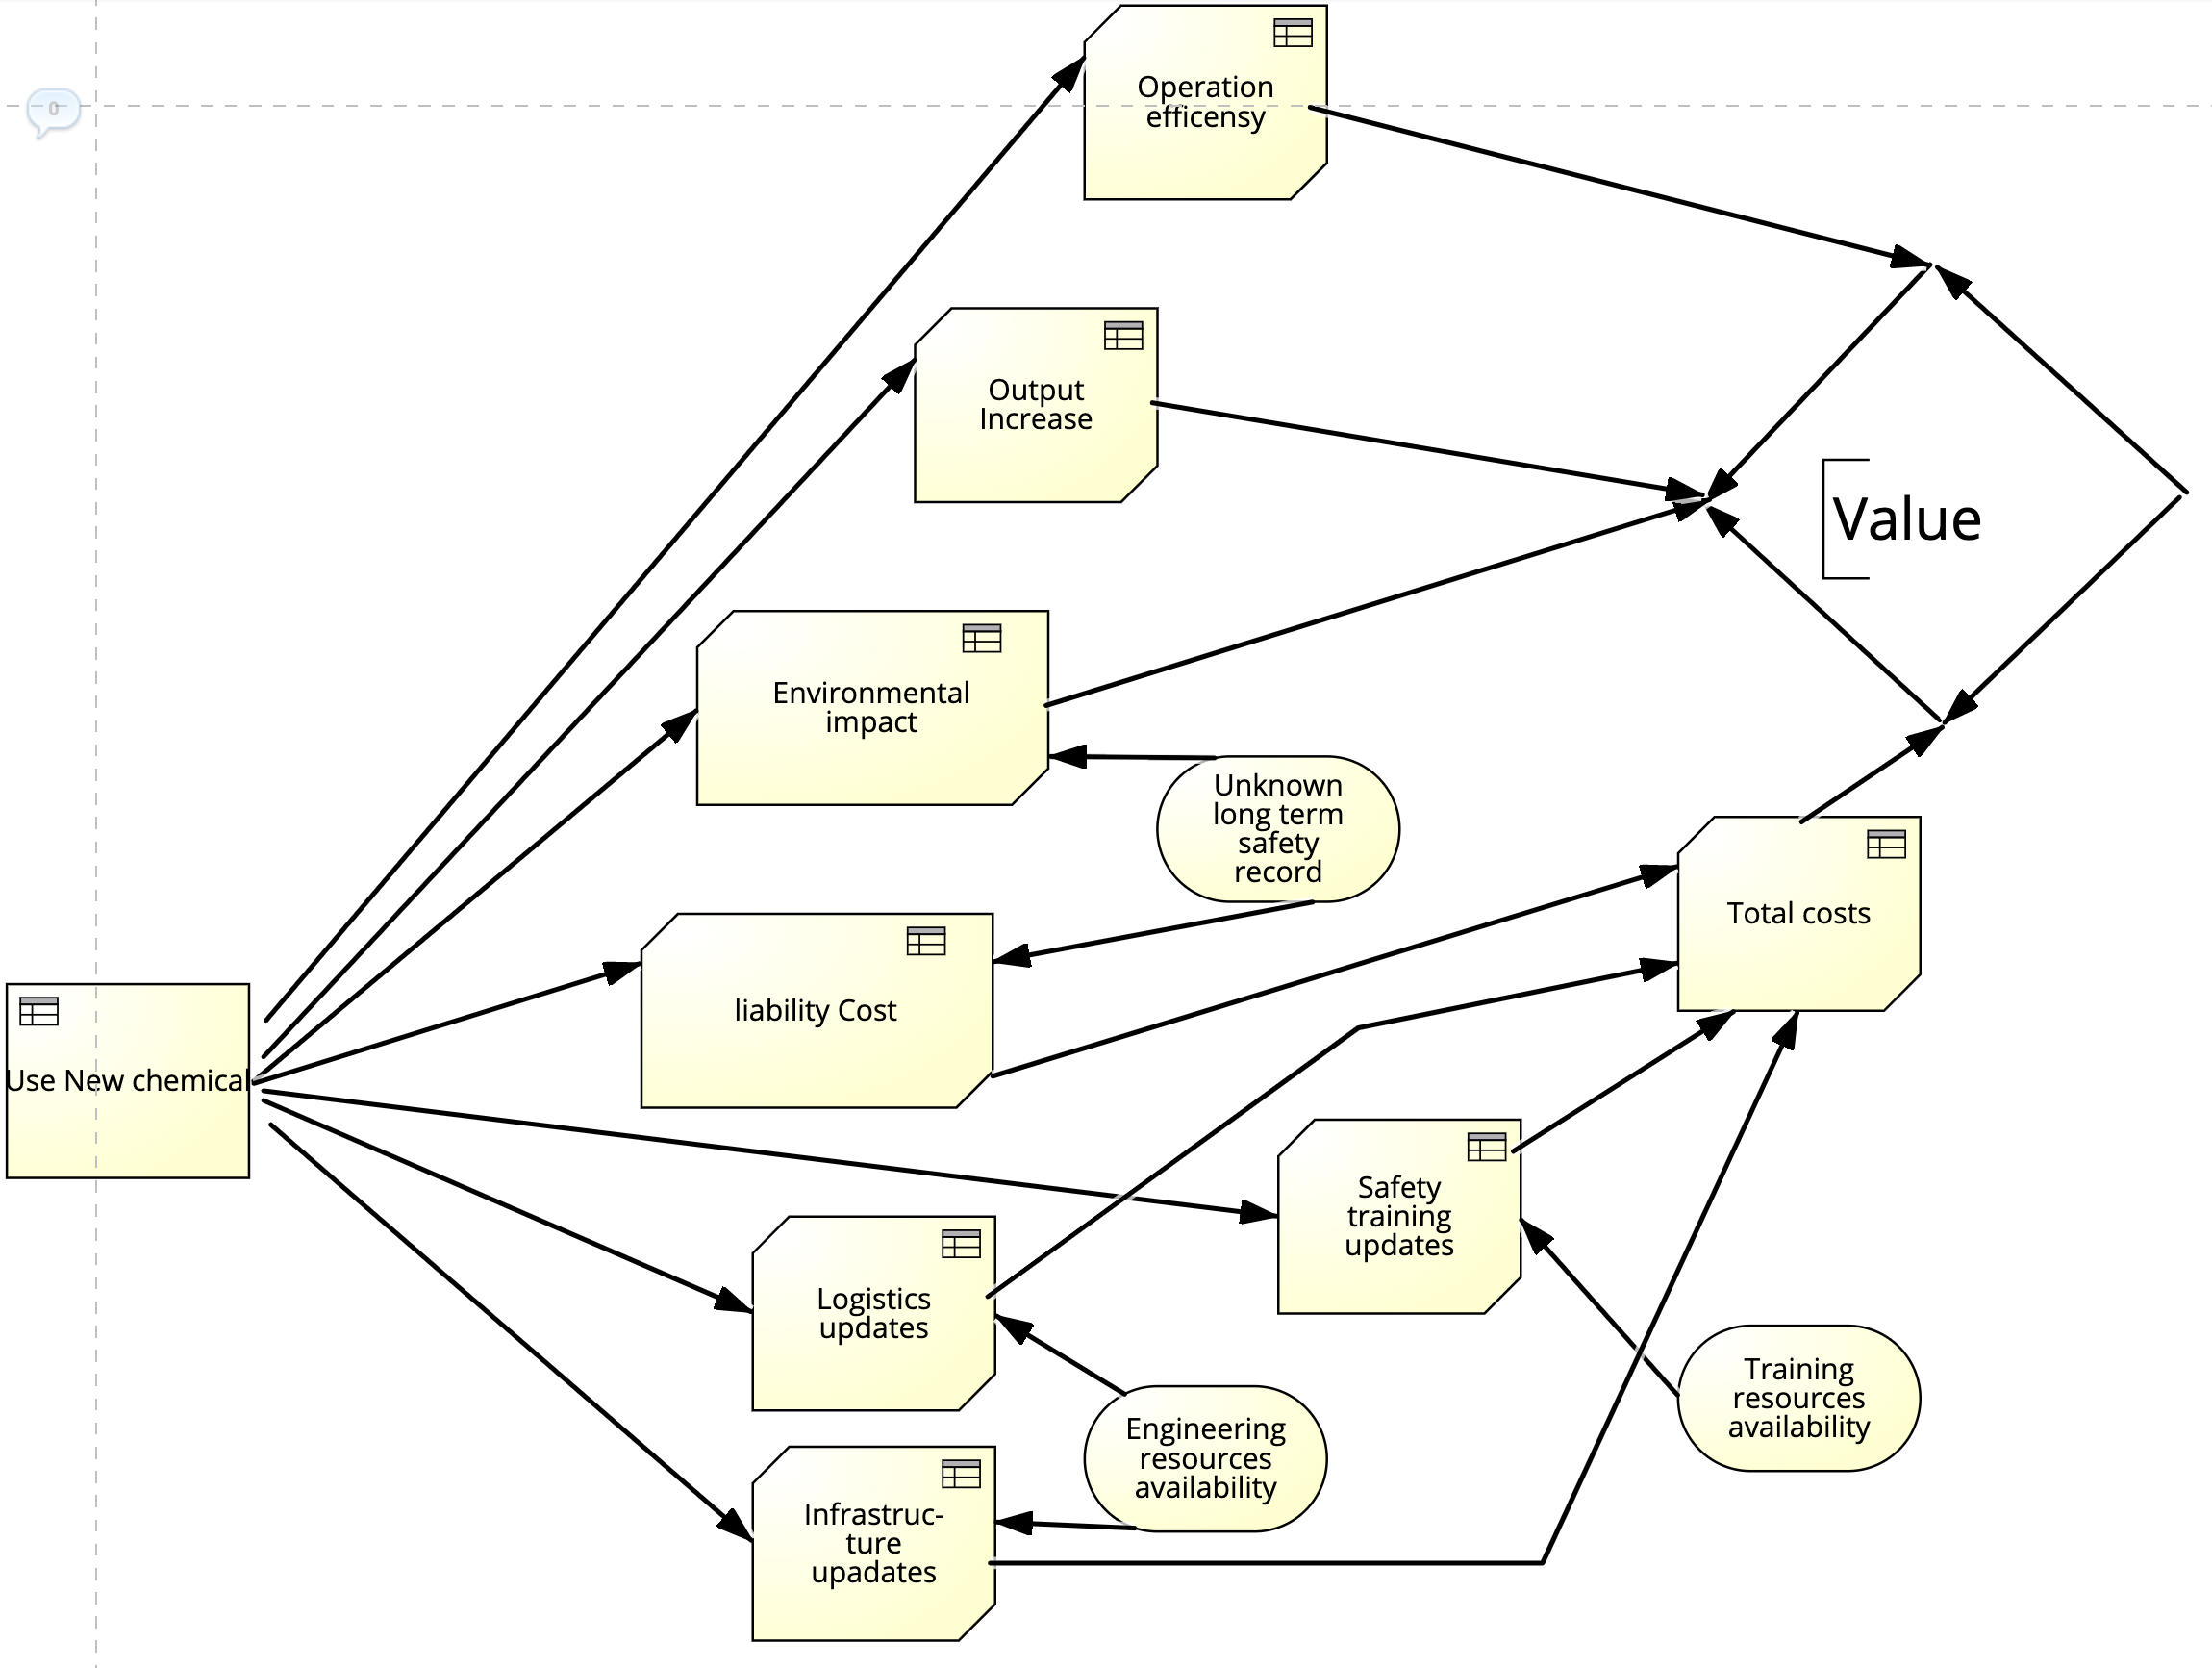 Operation
efficensy
0
Output
Increase
Value
Environmental
impact
Unknown
long term
safety
record
Total costs
liability Cost
Use New chemical
Safety
training
updates
Logistics
updates
Training
resources
availability
Engineering
resources
availability
Infrastruc-
ture
upadates